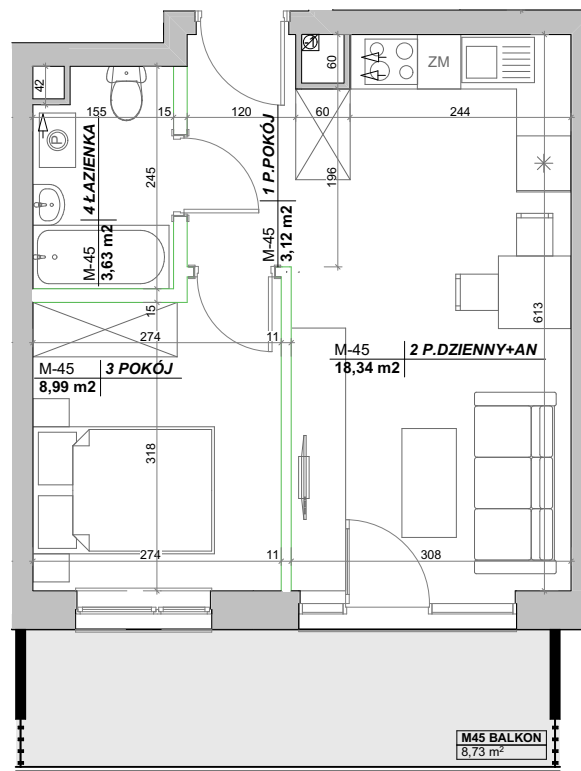 42
155
15
120
60
60
ZM
244
P
245
4 ŁAZIENKA
M-45
3,63 m2
1 P.POKÓJ
M-45
3,12 m2
196
15
274
11
613
M-45
3 POKÓJ
8,99 m2
M-45
2 P.DZIENNY+AN
18,34 m2
318
274
11
308
M45 BALKON
8,73 m²